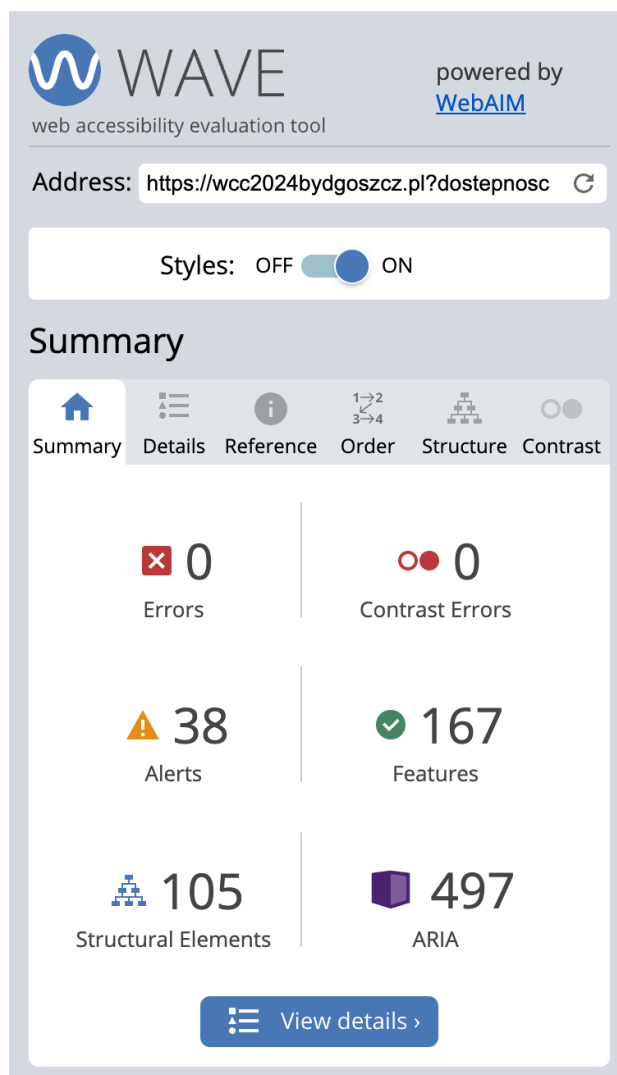 WAVE
powered by
WebAIM
web accessibility evaluation tool
Address: https://wcc2024bydgoszcz.pl?dostepnosc
Styles: OFF ON
Summary
1→2
3→4
Summary Details Reference Order Structure Contrast
0 0
Errors Contrast Errors
38 167
Alerts Features
105 497
Structural Elements ARIA
View details ›